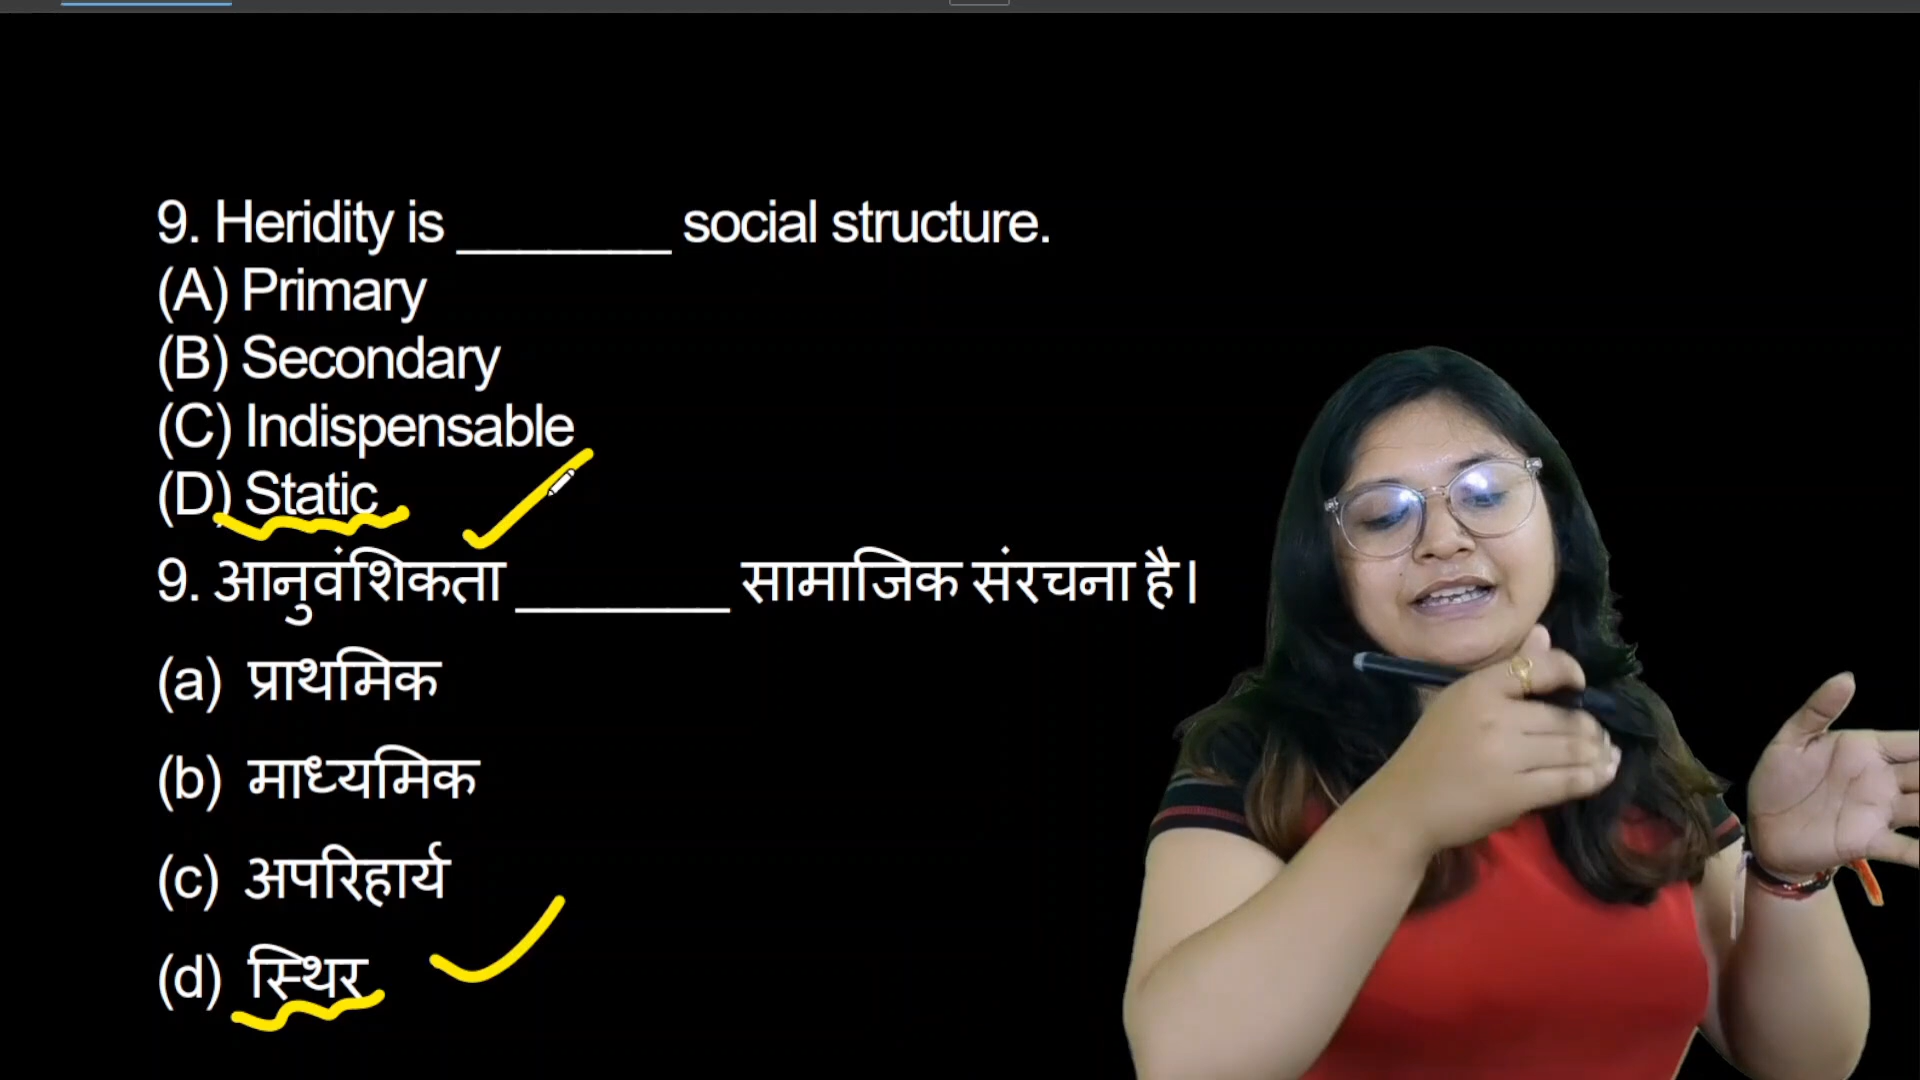 9. Heridity is ________ social structure.
(A) Primary
(B) Secondary
(C) Indispensable
(D) Static
9. आनुवंशिकता ________ सामाजिक संरचना है।
(a) प्राथमिक
(b) माध्यमिक
(c) अपरिहार्य
(d) स्थिर